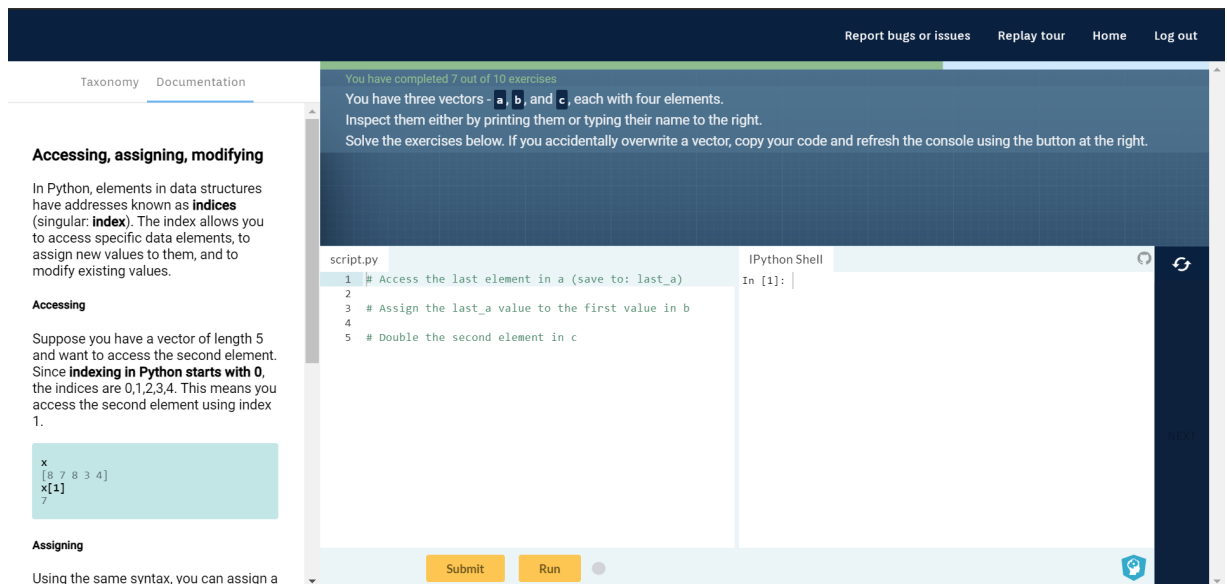 Report bugs or issues Replay tour Home Log out
Taxonomy Documentation
Accessing, assigning, modifying
In Python, elements in data structures
have addresses known as indices
(singular: index). The index allows you
to access specific data elements, to
assign new values to them, and to
modify existing values.
Accessing
Suppose you have a vector of length 5
and want to access the second element.
Since indexing in Python starts with 0,
the indices are 0,1,2,3,4. This means you
access the second element using index
1.
x
[8 7 8 3 4]
x[1]
7
Assigning
Using the same syntax, you can assign a
You have completed 7 out of 10 exercises
You have three vectors - a, b, and c, each with four elements.
Inspect them either by printing them or typing their name to the
right.
Solve the exercises below. If you accidentally overwrite a vector, copy your code and refresh the console using the button at the right.
script.py
1 # Access the last element in a (save to: last_a)
2
3 # Assign the last_a value to the first value in b
4
5 # Double the second element in c
IPython Shell
In [1]:
NEXT
Submit Run